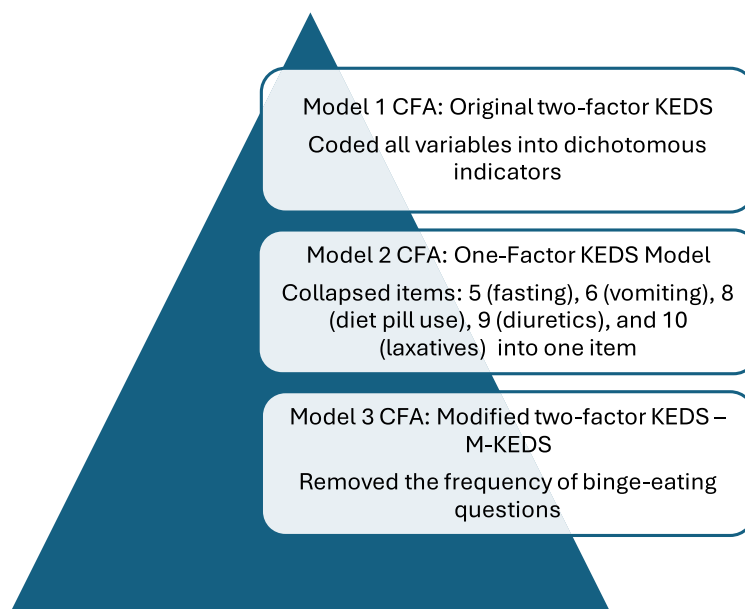 Model 1 CFA: Original two-factor KEDS
Coded all variables into dichotomous
indicators
Model 2 CFA: One-Factor KEDS Model
Collapsed items: 5 (fasting), 6 (vomiting), 8
(diet pill use), 9 (diuretics), and 10
(laxatives) into one item
Model 3 CFA: Modified two-factor KEDS –
M-KEDS
Removed the frequency of binge-eating
questions